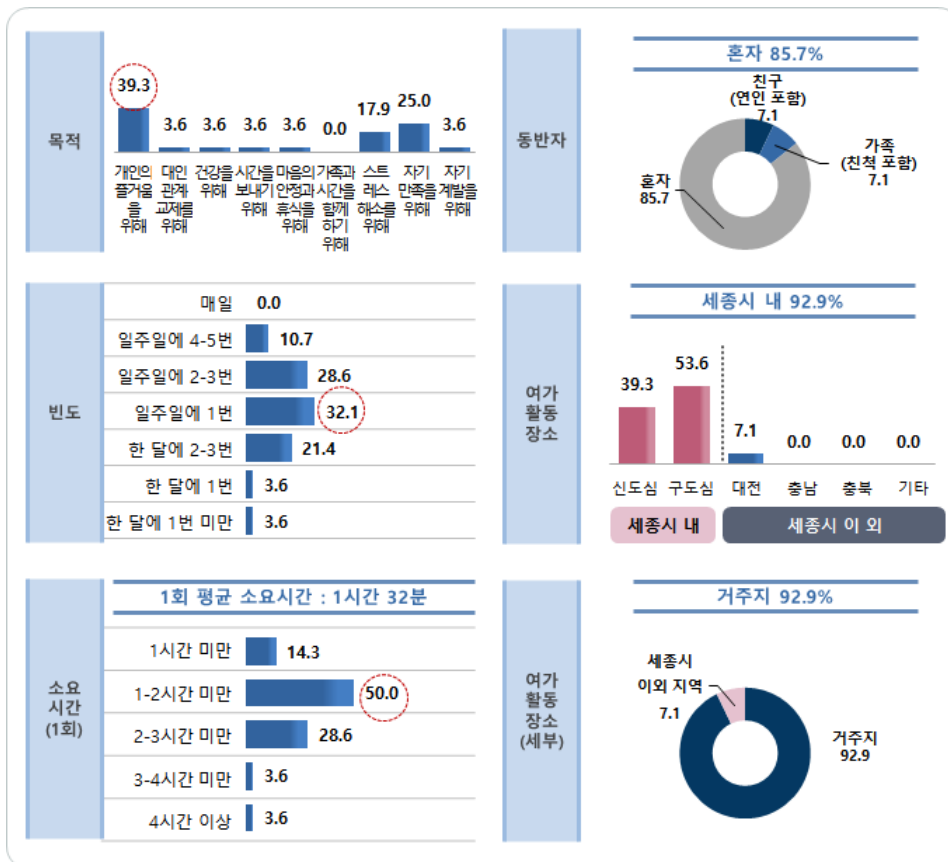 목적
39.3
3.6
3.6
3.6
3.6
0.0
17.9
25.0
3.6
개인의
즐거움
을
위해
대인
관계
교제를
위해
건강을
위해
시간을
보내기
위해
마음의
안정과
휴식을
위해
가족과
시간을
함께
하기
위해
스트
레스
해소를
위해
자기
만족을
위해
자기
계발을
위해
동반자
혼자 85.7%
친구
(연인 포함)
7.1
가족
(친척 포함)
7.1
혼자
85.7
빈도
매일 0.0
일주일에 4-5번 10.7
일주일에 2-3번 28.6
일주일에 1번 32.1
한 달에 2-3번 21.4
한 달에 1번 3.6
한 달에 1번 미만 3.6
여가
활동
장소
세종시 내 92.9%
39.3 53.6 7.1 0.0 0.0 0.0
신도심 구도심 대전 충남 충북 기타
세종시 내 세종시 이 외
소요
시간
(1회)
1회 평균 소요시간 : 1시간 32분
1시간 미만 14.3
1-2시간 미만 50.0
2-3시간 미만 28.6
3-4시간 미만 3.6
4시간 이상 3.6
여가
활동
장소
(세부)
거주지 92.9%
세종시
이외 지역
7.1
거주지
92.9